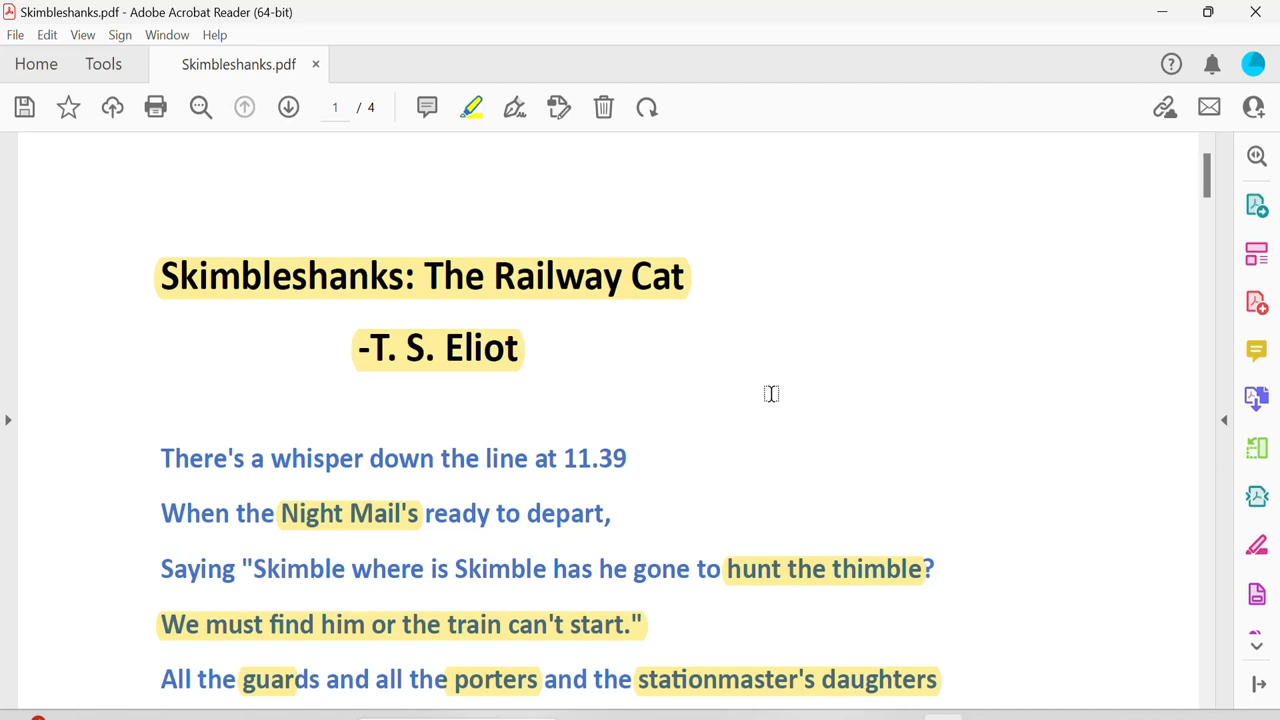 Skimbleshanks.pdf - Adobe Acrobat Reader (64-bit)
File Edit View Sign Window Help
Home Tools Skimbleshanks.pdf ×
1 / 4
Skimbleshanks: The Railway Cat
-T. S. Eliot
There's a whisper down the line at 11.39
When the Night Mail's ready to depart,
Saying "Skimble where is Skimble has he gone to hunt the thimble?
We must find him or the train can't start."
All the guards and all the porters and the stationmaster's daughters